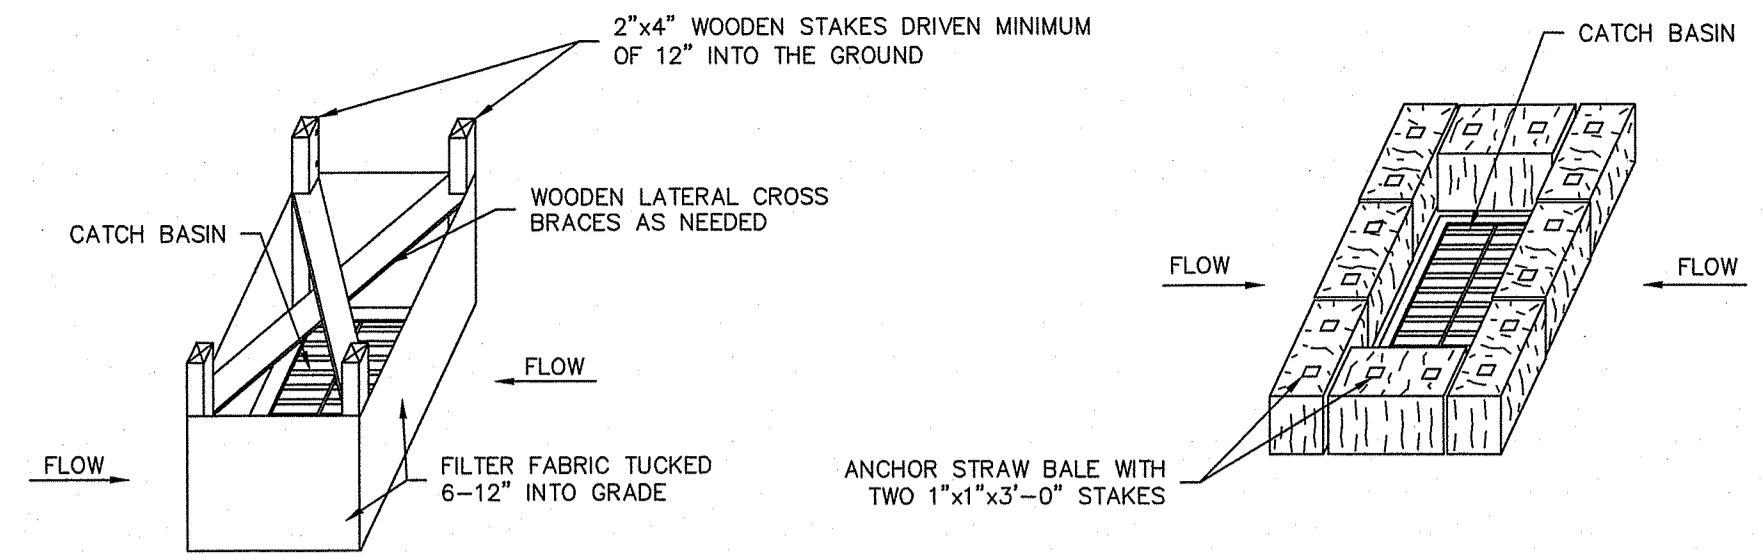 2"x4" WOODEN STAKES DRIVEN MINIMUM
OF 12" INTO THE GROUND
WOODEN LATERAL CROSS
BRACES AS NEEDED
CATCH BASIN
FLOW
FLOW
FILTER FABRIC TUCKED
6-12" INTO GRADE
CATCH BASIN
FLOW
FLOW
ANCHOR STRAW BALE WITH
TWO 1"x1"x3'-0" STAKES